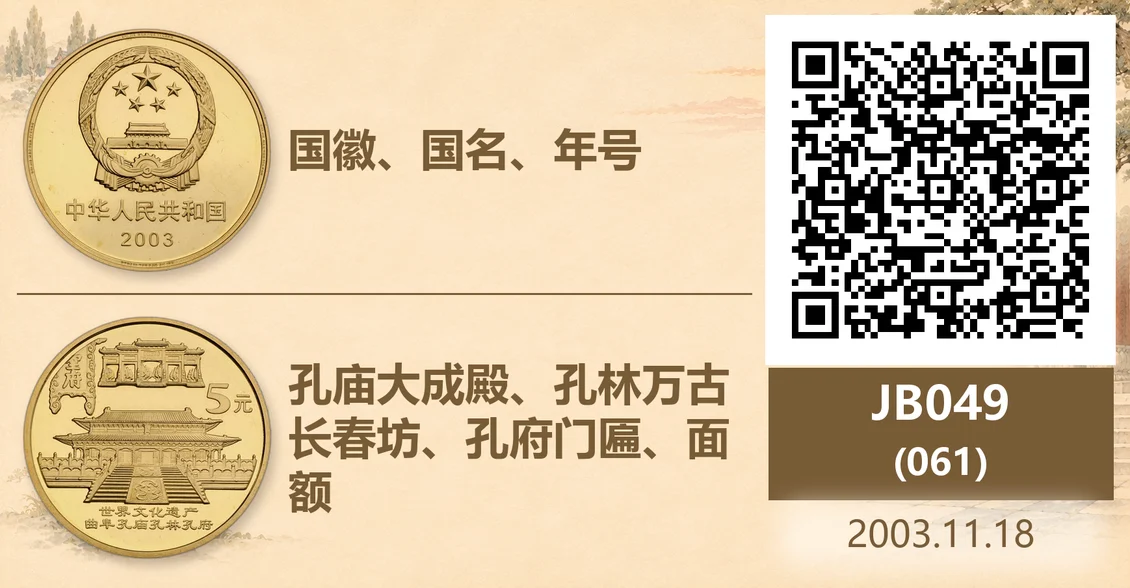 中华人民共和国
2003
国徽、国名、年号
圣府
5元
世界文化遗产
曲阜孔庙孔林孔府
孔庙大成殿、孔林万古
长春坊、孔府门匾、面
额
JB049
(061)
2003.11.18